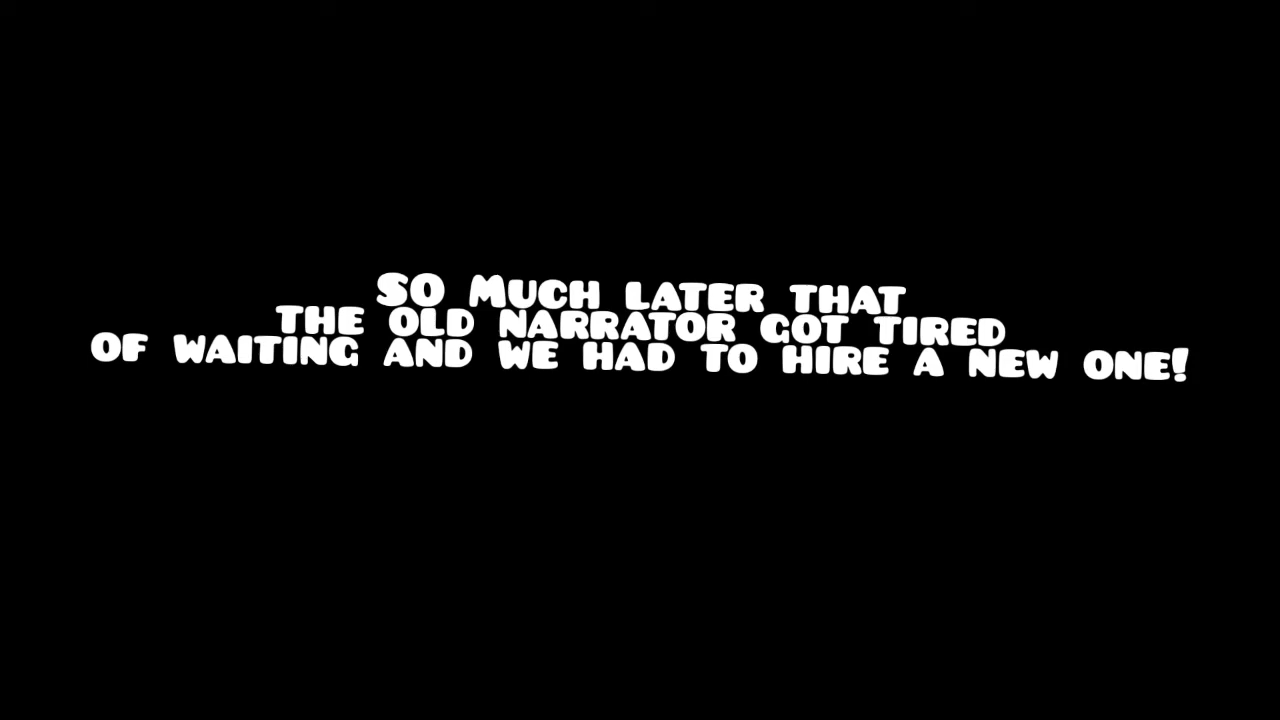 SO MUCH LATER THAT
THE OLD NARRATOR GOT TIRED
OF WAITING AND WE HAD TO HIRE A NEW ONE!